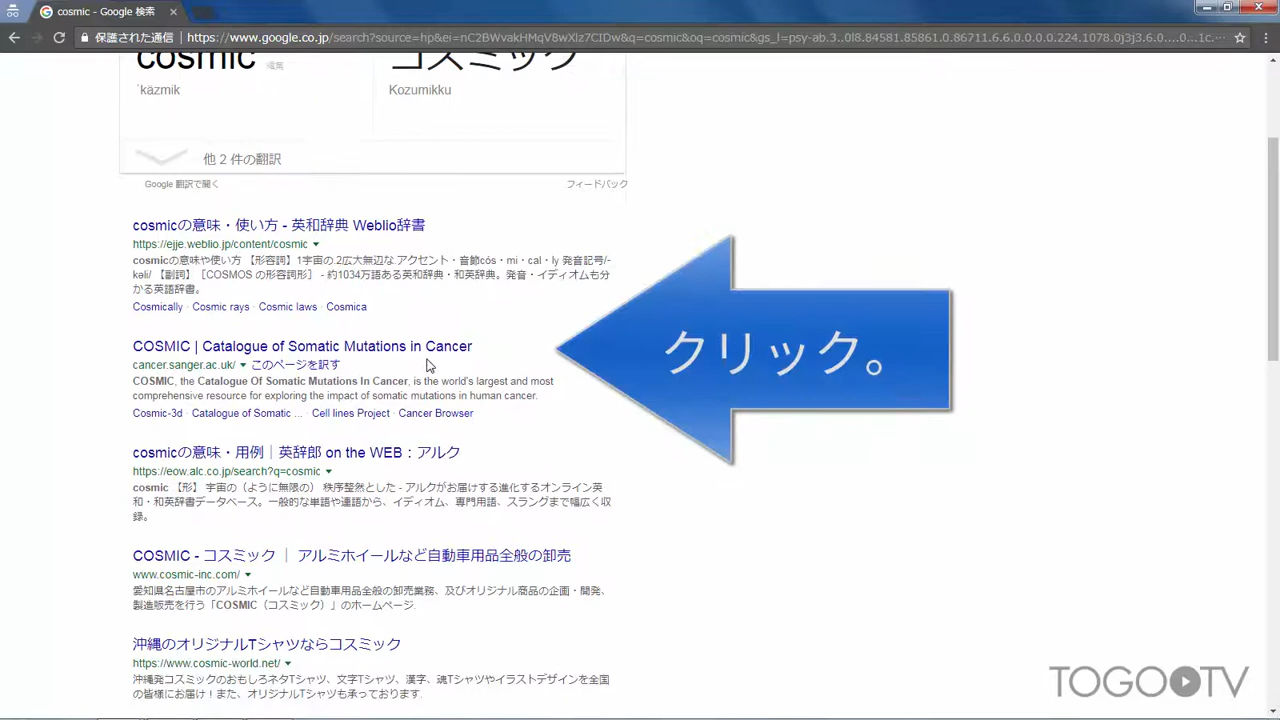 cosmic - Google 検索
保護された通信 https://www.google.co.jp/search?source=hp&ei=nC2BWvakHMqV8wXlz7CIDw&q=cosmic&oq=cosmic&gs_l=psy-ab.3...0l8.84581.85861.0.86711.6.6.0.0.0.0.224.1078.0j3j3.6.0....0...1c...
cosmic 編集 コスミック
ˈkäzmik Kozumikku
他 2 件の翻訳
Google 翻訳で開く フィードバック
cosmicの意味・使い方 - 英和辞典 Weblio辞書
https://ejje.weblio.jp/content/cosmic
cosmicの意味や使い方 【形容詞】1宇宙の.2広大無辺な.アクセント・音節cós・mi・cal・ly 発音記号/-
kəli/ 【副詞】［COSMOS の形容詞形］ - 約1034万語ある英和辞典・和英辞典。発音・イディオムも分
かる英語辞書。
Cosmically · Cosmic rays · Cosmic laws · Cosmica
COSMIC | Catalogue of Somatic Mutations in Cancer
cancer.sanger.ac.uk/ このページを訳す
COSMIC, the Catalogue Of Somatic Mutations In Cancer, is the world's largest and most
comprehensive resource for exploring the impact of somatic mutations in human cancer.
Cosmic-3d · Catalogue of Somatic ... · Cell lines Project · Cancer Browser
クリック。
cosmicの意味・用例｜英辞郎 on the WEB：アルク
https://eow.alc.co.jp/search?q=cosmic
cosmic 【形】 宇宙の（ように無限の） 秩序整然とした - アルクがお届けする進化するオンライン英
和・和英辞書データベース。一般的な単語や連語から、イディオム、専門用語、スラングまで幅広く収
録。
COSMIC - コスミック ｜ アルミホイールなど自動車用品全般の卸売
www.cosmic-inc.com/
愛知県名古屋市のアルミホイールなど自動車用品全般の卸売業務、及びオリジナル商品の企画・開発、
製造販売を行う「COSMIC（コスミック）」のホームページ.
沖縄のオリジナルTシャツならコスミック
https://www.cosmic-world.net/
沖縄発コスミックのおもしろネタTシャツ、文字Tシャツ、漢字、魂Tシャツやイラストデザインを全国
の皆様にお届け！また、オリジナルTシャツも承っております.
TOGOTV